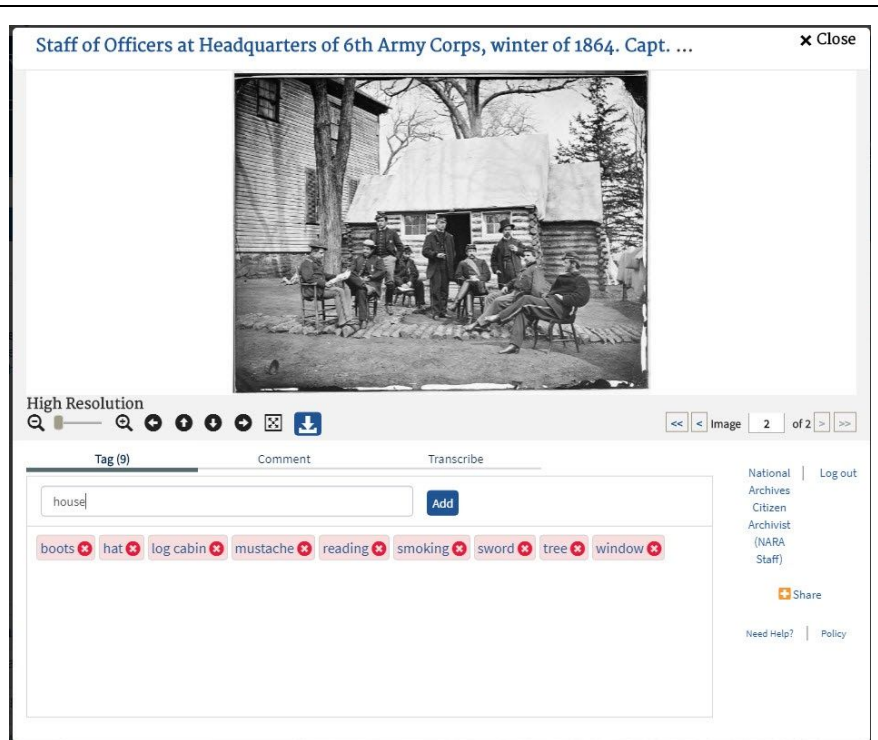 Staff of Officers at Headquarters of 6th Army Corps, winter of 1864. Capt. ...
Close
High Resolution
<< < Image 2 of 2 > >>
Tag (9) Comment Transcribe
house
Add
boots hat log cabin mustache reading smoking sword tree window
National Archives Citizen Archivist (NARA Staff) | Log out
Share
Need Help? | Policy